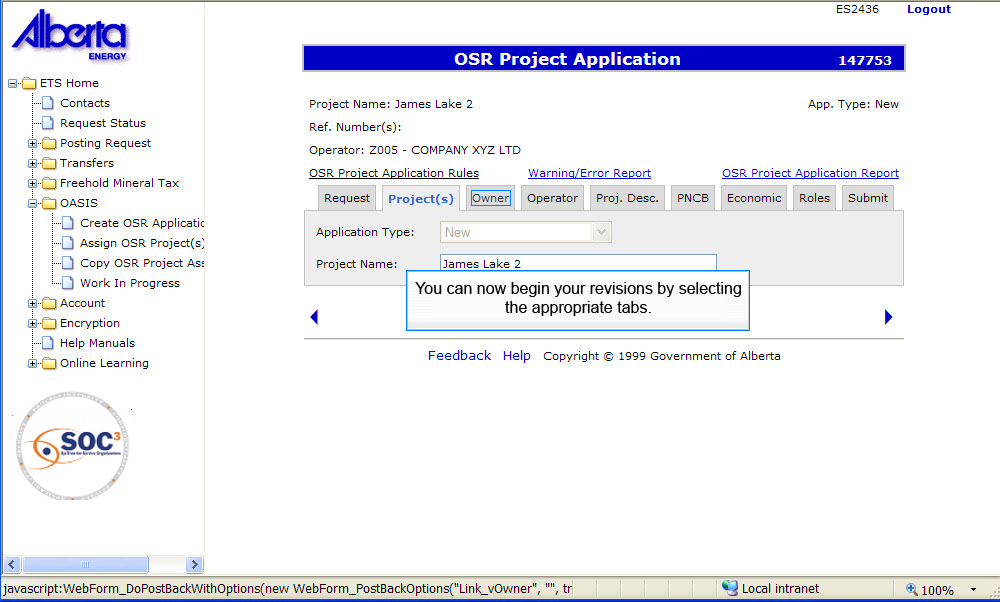 ES2436 Logout
Alberta
ENERGY
OSR Project Application 147753
ETS Home
Contacts
Request Status
Posting Request
Transfers
Freehold Mineral Tax
OASIS
Create OSR Applicatic
Assign OSR Project(s)
Copy OSR Project Ass
Work In Progress
Account
Encryption
Help Manuals
Online Learning
SOC3
SysTrust for Service Organizations
Project Name: James Lake 2 App. Type: New
Ref. Number(s):
Operator: Z005 - COMPANY XYZ LTD
OSR Project Application Rules Warning/Error Report OSR Project Application Report
Request Project(s) Owner Operator Proj. Desc. PNCB Economic Roles Submit
Application Type: New
Project Name: James Lake 2
You can now begin your revisions by selecting
the appropriate tabs.
Feedback Help Copyright © 1999 Government of Alberta
javascript:WebForm_DoPostBackWithOptions(new WebForm_PostBackOptions("Link_vOwner", "", tr Local intranet 100%